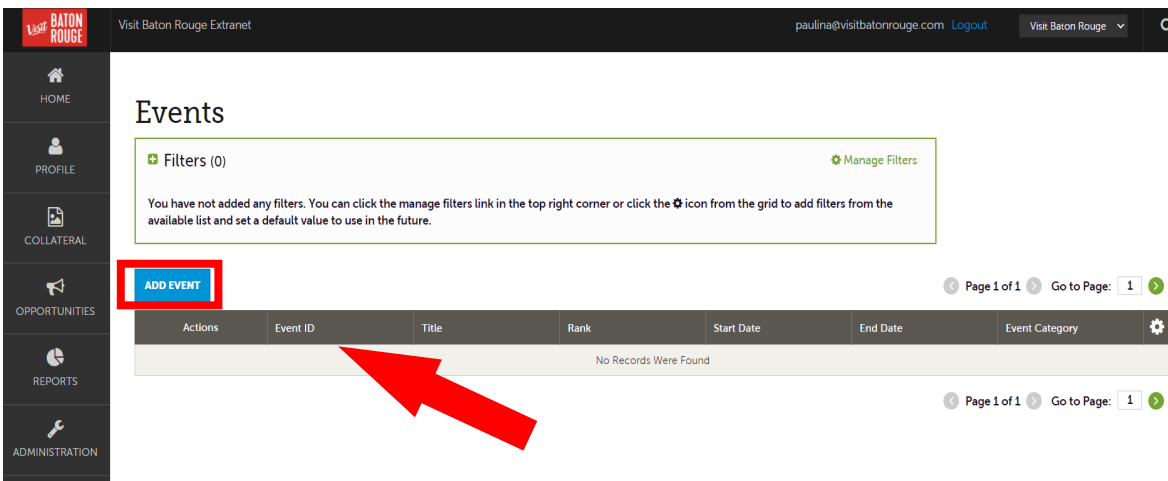 Visit BATON ROUGE
Visit Baton Rouge Extranet
paulina@visitbatonrouge.com Logout
Visit Baton Rouge
HOME
PROFILE
COLLATERAL
OPPORTUNITIES
REPORTS
ADMINISTRATION
Events
Filters (0)
Manage Filters
You have not added any filters. You can click the manage filters link in the top right corner or click the icon from the grid to add filters from the
available list and set a default value to use in the future.
ADD EVENT
Page 1 of 1 Go to Page: 1
Actions Event ID Title Rank Start Date End Date Event Category
No Records Were Found
Page 1 of 1 Go to Page: 1